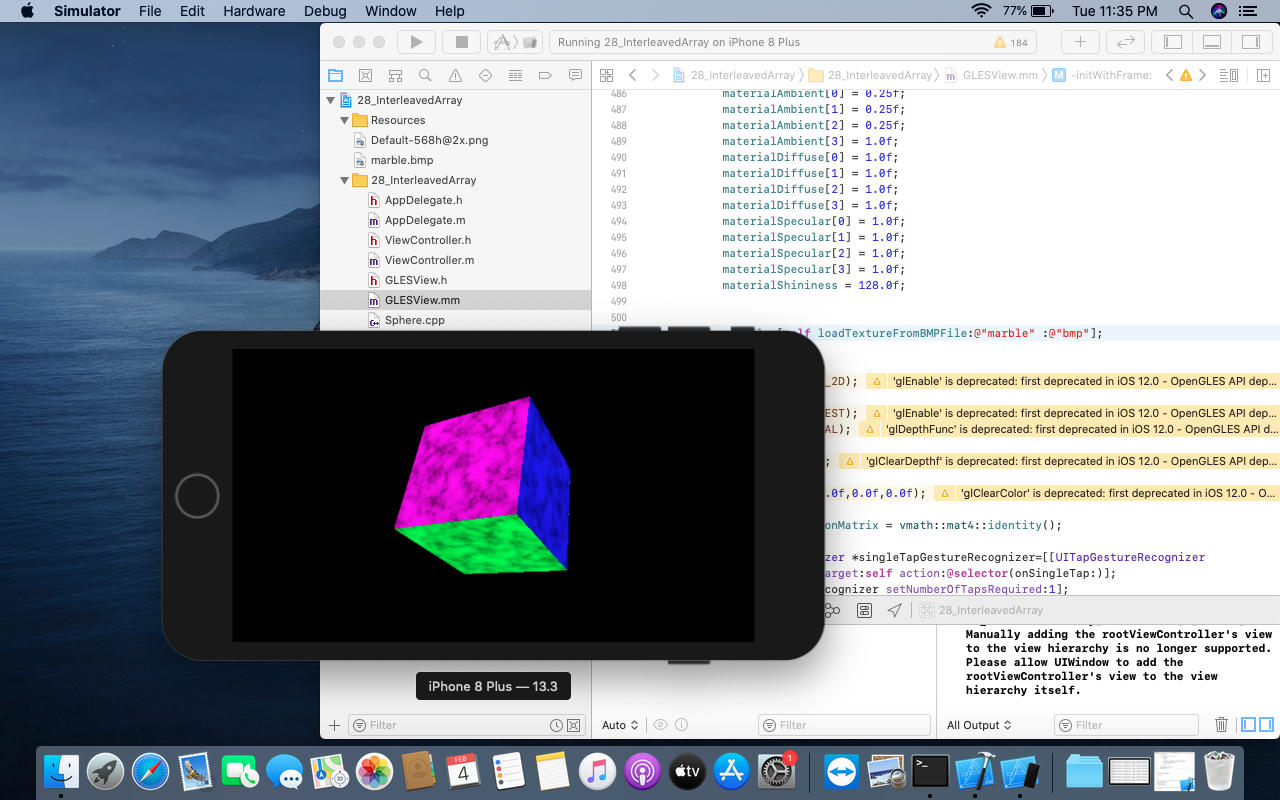 Simulator File Edit Hardware Debug Window Help 77% Tue 11:35 PM
Running 28_InterleavedArray on iPhone 8 Plus 184
28_InterleavedArray 28_InterleavedArray GLESView.mm M -initWithFrame:
28_InterleavedArray
Resources
Default-568h@2x.png
marble.bmp
28_InterleavedArray
h AppDelegate.h
m AppDelegate.m
h ViewController.h
m ViewController.m
h GLESView.h
m GLESView.mm
Sphere.cpp
486 materialAmbient[0] = 0.25f;
487 materialAmbient[1] = 0.25f;
488 materialAmbient[2] = 0.25f;
489 materialAmbient[3] = 1.0f;
490 materialDiffuse[0] = 1.0f;
491 materialDiffuse[1] = 1.0f;
492 materialDiffuse[2] = 1.0f;
493 materialDiffuse[3] = 1.0f;
494 materialSpecular[0] = 1.0f;
495 materialSpecular[1] = 1.0f;
496 materialSpecular[2] = 1.0f;
497 materialSpecular[3] = 1.0f;
498 materialShininess = 128.0f;
499
500
loadTextureFromBMPFile:@"marble" :@"bmp"];
_2D); 'glEnable' is deprecated: first deprecated in iOS 12.0 - OpenGLES API dep...
EST); 'glEnable' is deprecated: first deprecated in iOS 12.0 - OpenGLES API dep...
AL); 'glDepthFunc' is deprecated: first deprecated in iOS 12.0 - OpenGLES API d...
; 'glClearDepthf' is deprecated: first deprecated in iOS 12.0 - OpenGLES API dep...
.0f,0.0f,0.0f); 'glClearColor' is deprecated: first deprecated in iOS 12.0 - O...
onMatrix = vmath::mat4::identity();
zer *singleTapGestureRecognizer=[[UITapGestureRecognizer
arget:self action:@selector(onSingleTap:)];
cognizer setNumberOfTapsRequired:1];
28_InterleavedArray
Manually adding the rootViewController's view
to the view hierarchy is no longer supported.
Please allow UIWindow to add the
rootViewController's view to the view
hierarchy itself.
iPhone 8 Plus — 13.3
Filter Auto Filter All Output Filter
FEB
4
tv
1
>_